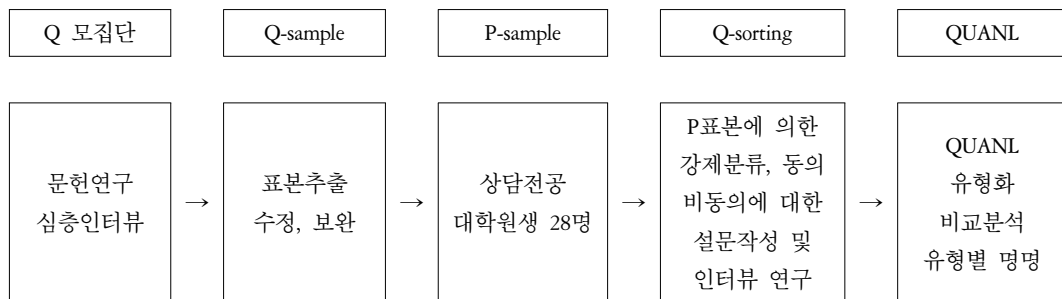 Q 모집단
Q-sample
P-sample
Q-sorting
QUANL
문헌연구
심층인터뷰
→
표본추출
수정, 보완
→
상담전공
대학원생 28명
→
P표본에 의한
강제분류, 동의
비동의에 대한
설문작성 및
인터뷰 연구
→
QUANL
유형화
비교분석
유형별 명명